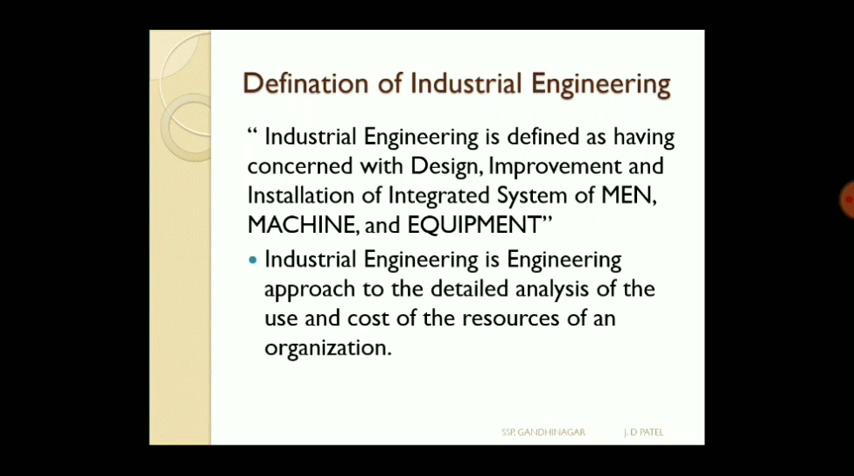 Defination of Industrial Engineering
“ Industrial Engineering is defined as having
concerned with Design, Improvement and
Installation of Integrated System of MEN,
MACHINE, and EQUIPMENT”
• Industrial Engineering is Engineering
approach to the detailed analysis of the
use and cost of the resources of an
organization.
SSP, GANDHINAGAR J. D PATEL